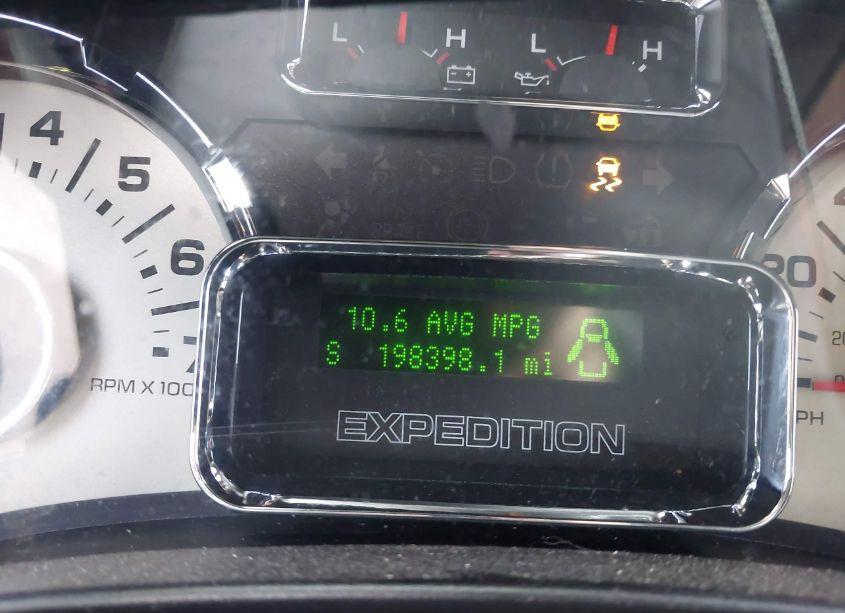 L H L H
4
5
6
7
RPM X 100
20
10.6 AVG MPG
S 198398.1 mi
EXPEDITION
PH